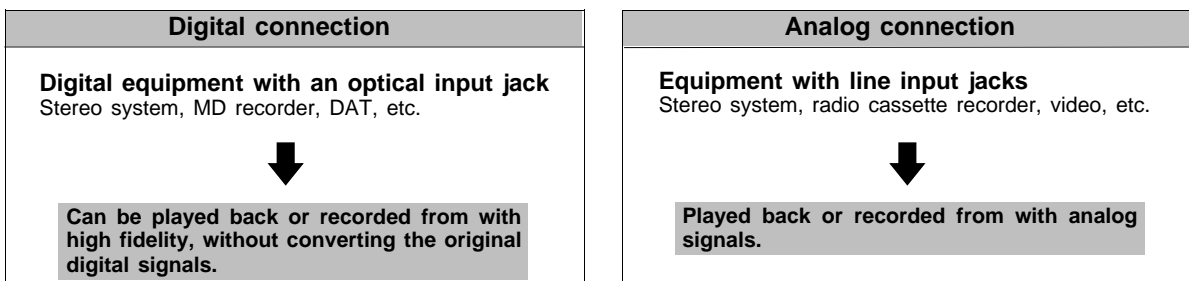 Digital connection
Digital equipment with an optical input jack
Stereo system, MD recorder, DAT, etc.
Can be played back or recorded from with
high fidelity, without converting the original
digital signals.
Analog connection
Equipment with line input jacks
Stereo system, radio cassette recorder, video, etc.
Played back or recorded from with analog
signals.